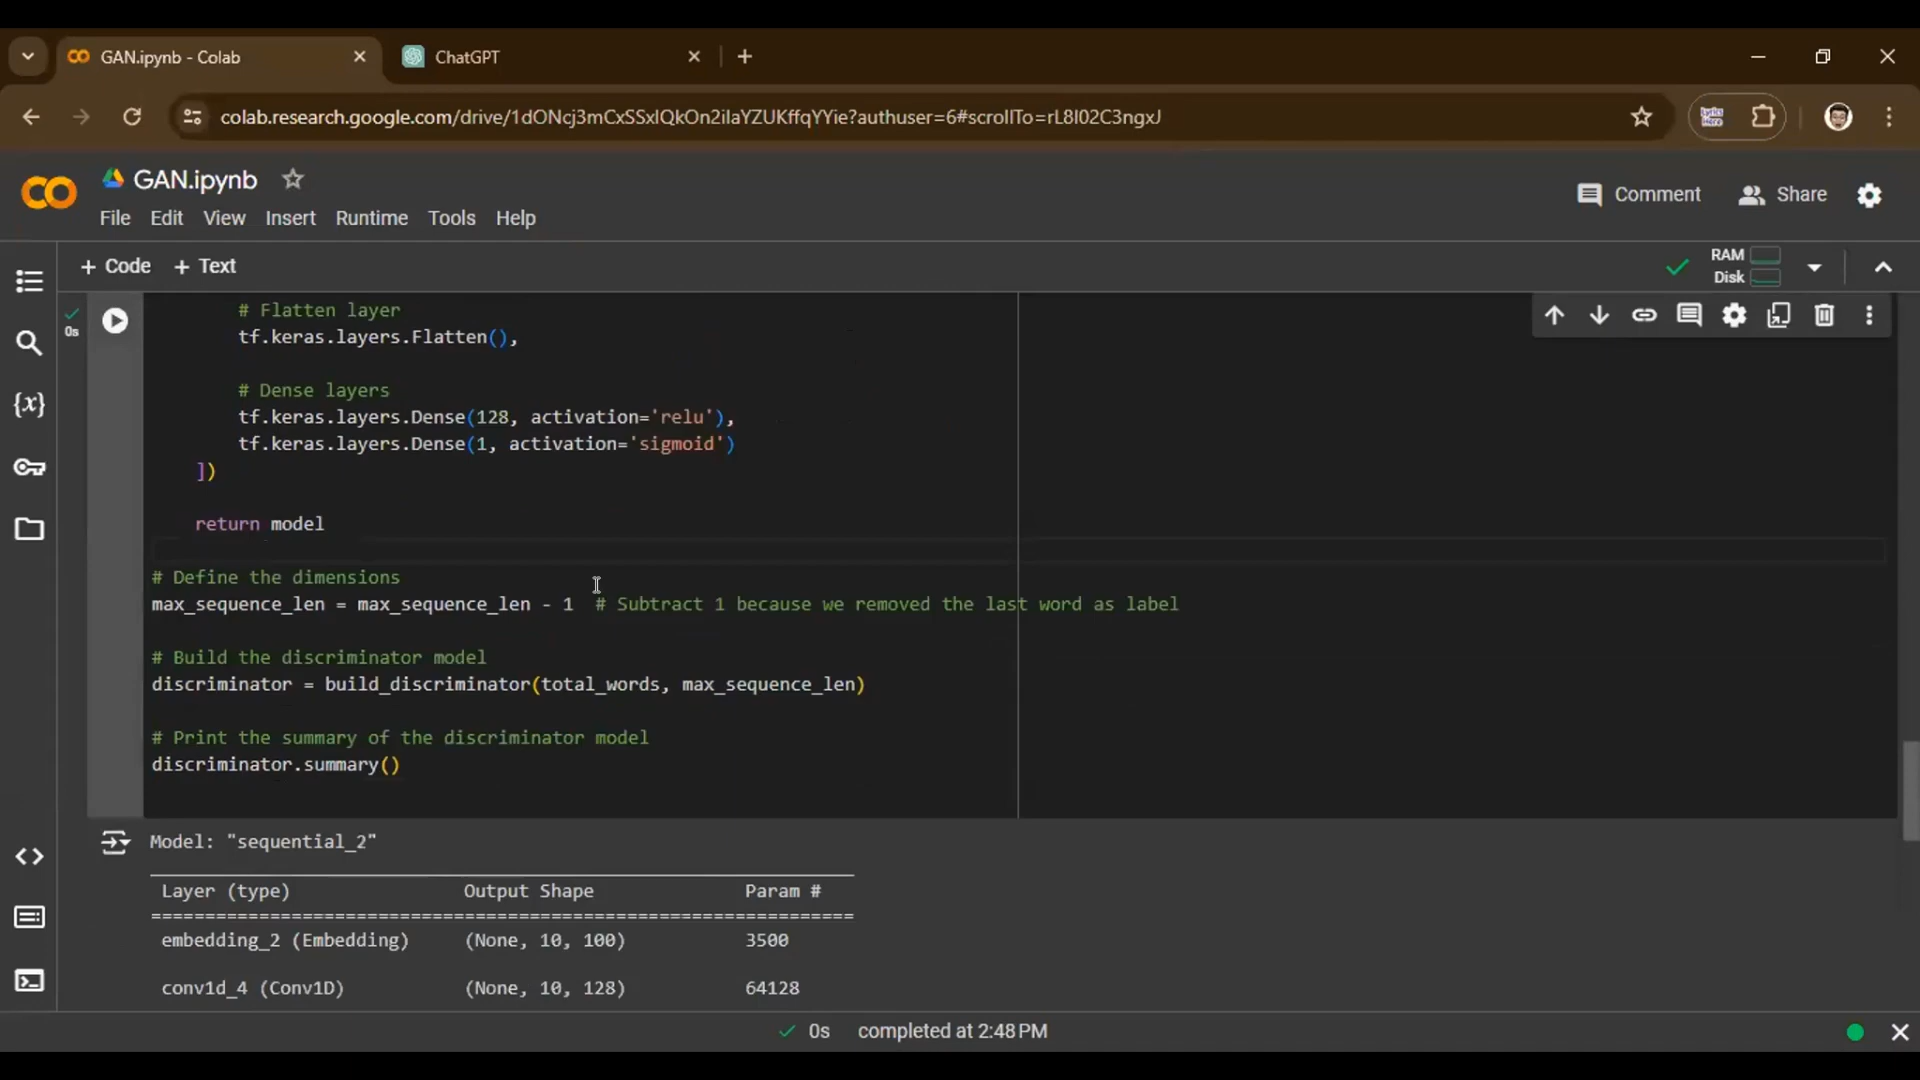 GAN.ipynb - Colab
ChatGPT
colab.research.google.com/drive/1dONcj3mCxSSxlQkOn2ilaYZUKffqYYie?authuser=6#scrollTo=rL8l02C3ngxJ
GAN.ipynb
Comment
Share
File Edit View Insert Runtime Tools Help
+ Code + Text
RAM
Disk
0s
# Flatten layer
tf.keras.layers.Flatten(),
# Dense layers
tf.keras.layers.Dense(128, activation='relu'),
tf.keras.layers.Dense(1, activation='sigmoid')
])
return model
# Define the dimensions
max_sequence_len = max_sequence_len - 1 # Subtract 1 because we removed the last word as label
# Build the discriminator model
discriminator = build_discriminator(total_words, max_sequence_len)
# Print the summary of the discriminator model
discriminator.summary()
Model: "sequential_2"
Layer (type) Output Shape Param #
=================================================================
embedding_2 (Embedding) (None, 10, 100) 3500
conv1d_4 (Conv1D) (None, 10, 128) 64128
0s completed at 2:48 PM